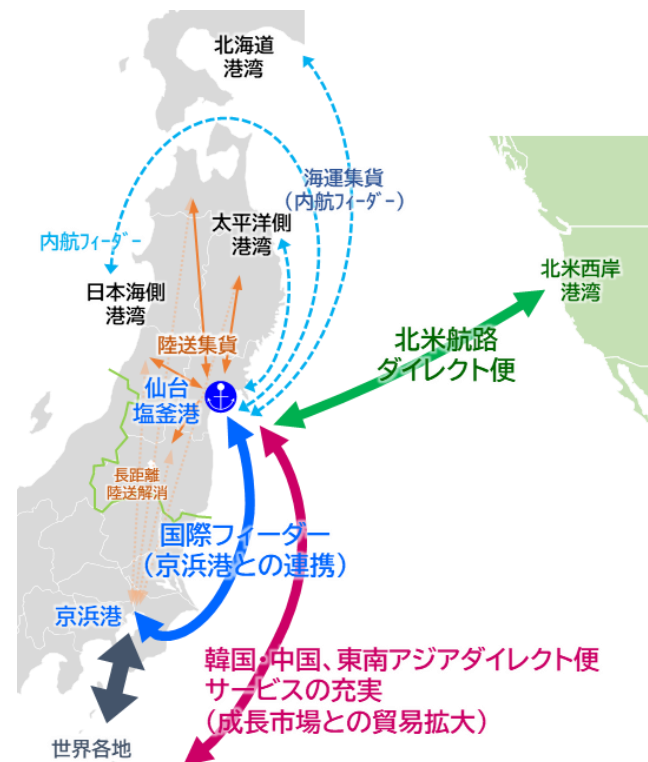 北海道
港湾
海運集貨
（内航ﾌｨｰﾀﾞｰ）
太平洋側
港湾
内航ﾌｨｰﾀﾞｰ
日本海側
港湾
北米西岸
港湾
陸送集貨
北米航路
ダイレクト便
仙台
塩釜港
長距離
陸送解消
国際フィーダー
（京浜港との連携）
京浜港
韓国・中国、東南アジアダイレクト便
サービスの充実
（成長市場との貿易拡大）
世界各地